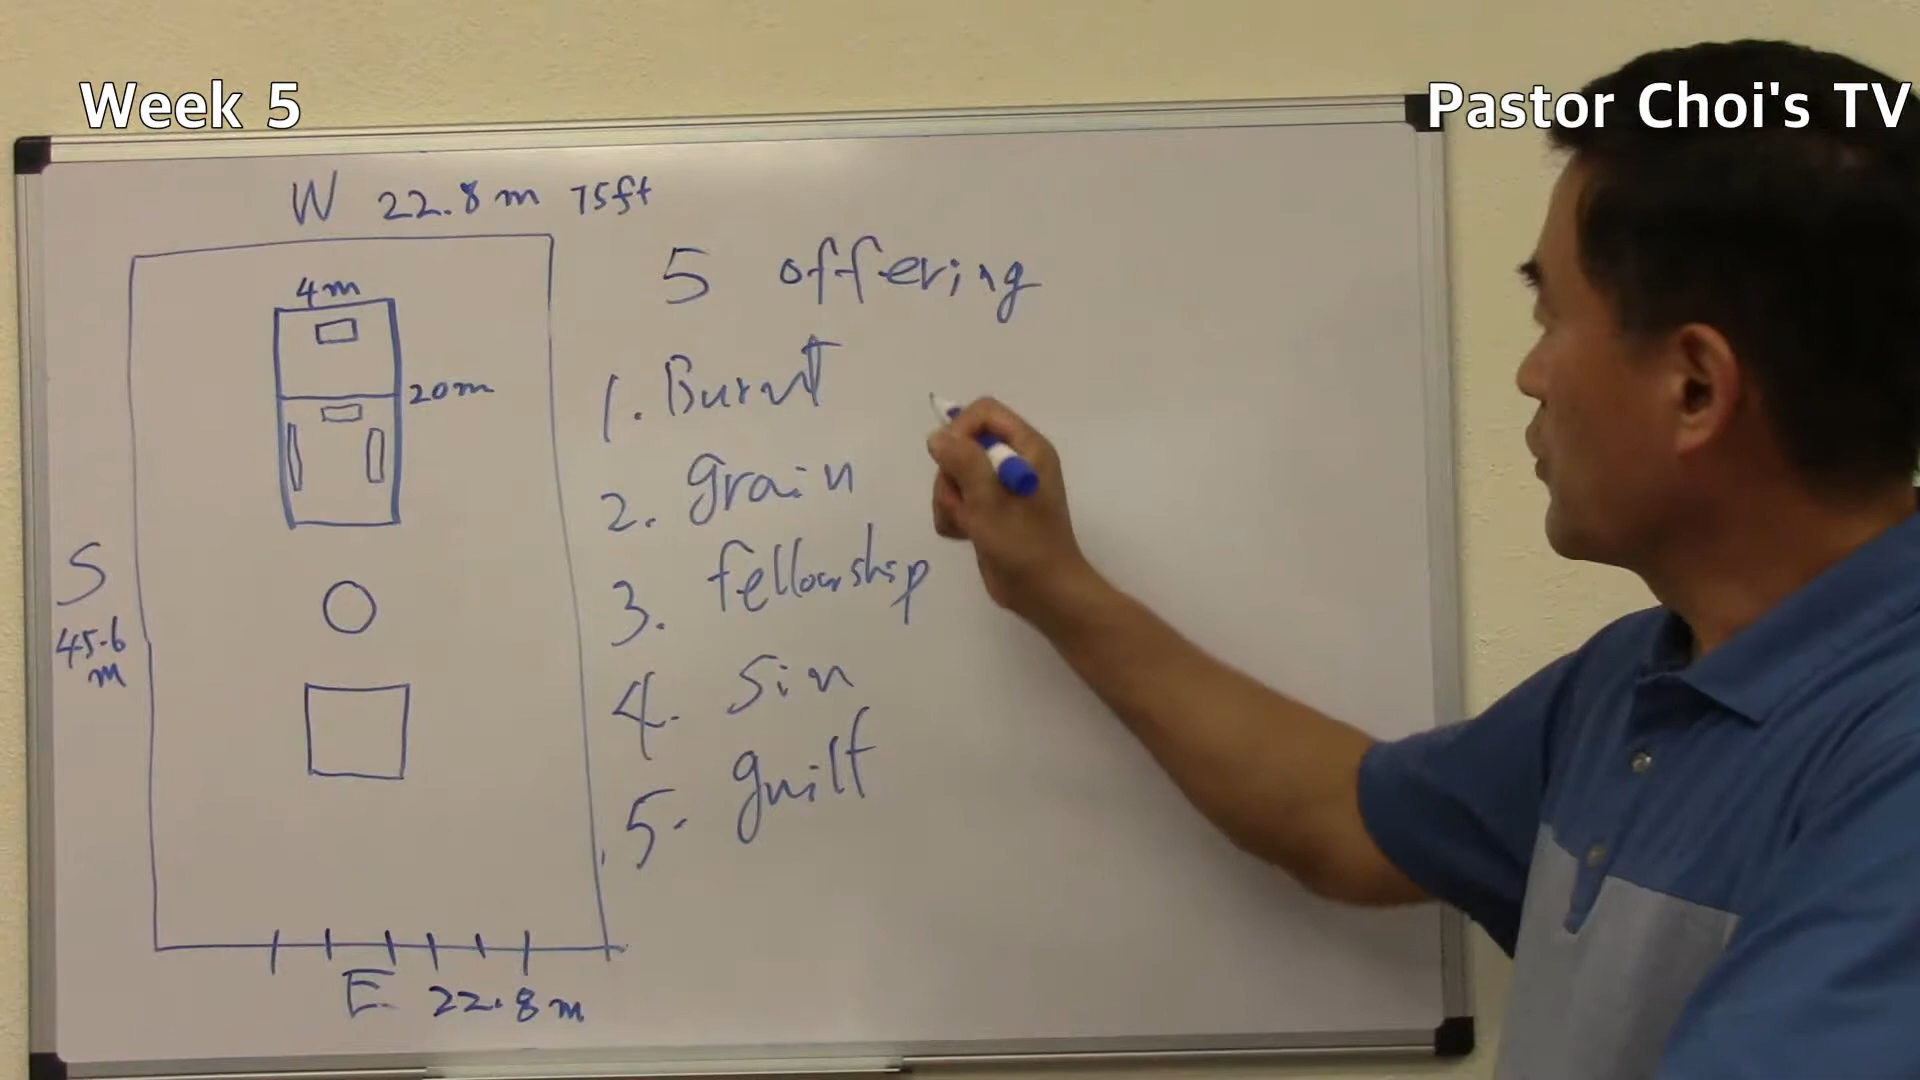 Week 5
Pastor Choi's TV
W 22.8 m 75ft
4m
20m
S
45.6
m
E 22.8 m
5 offering
1. Burnt
2. grain
3. fellowship
4. Sin
5. guilt